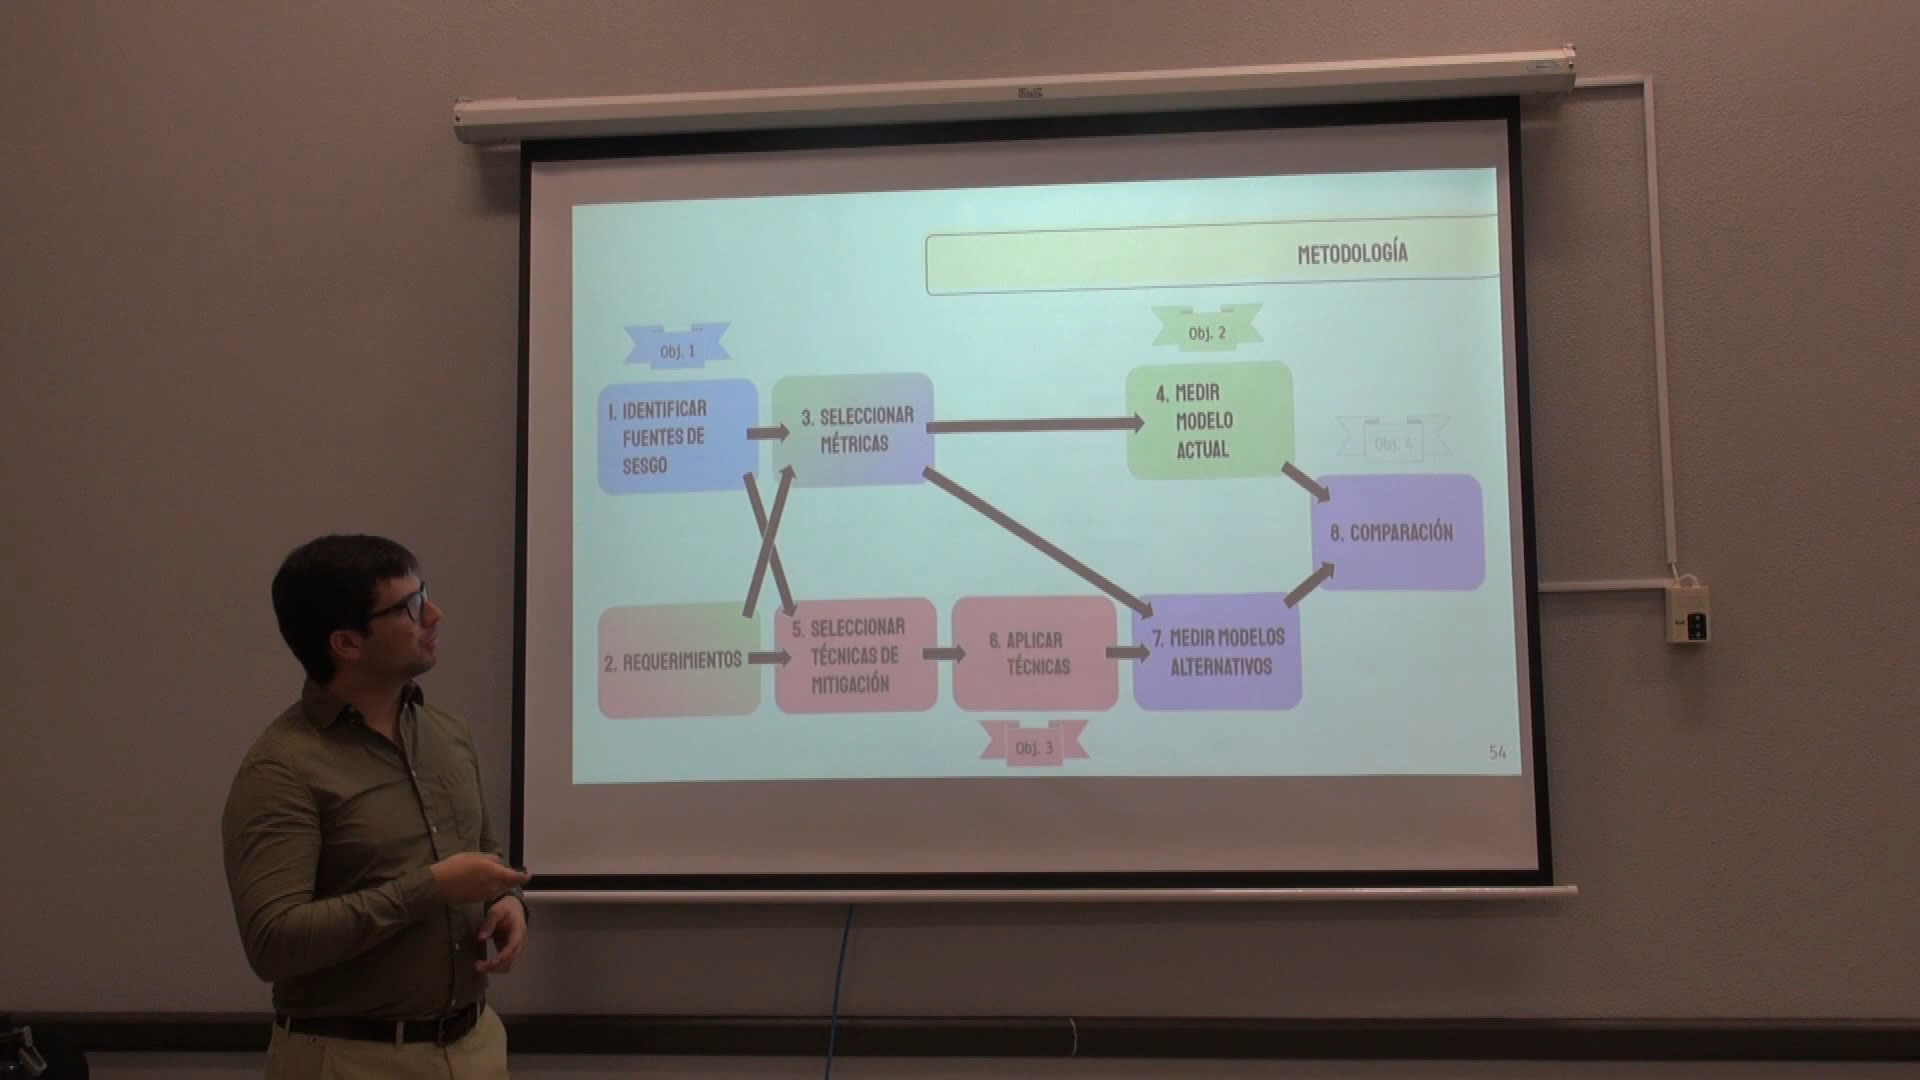 METODOLOGÍA
Obj. 1
1. IDENTIFICAR
FUENTES DE
SESGO
3. SELECCIONAR
MÉTRICAS
Obj. 2
4. MEDIR
MODELO
ACTUAL
Obj. 4
8. COMPARACIÓN
2. REQUERIMIENTOS
5. SELECCIONAR
TÉCNICAS DE
MITIGACIÓN
6. APLICAR
TÉCNICAS
7. MEDIR MODELOS
ALTERNATIVOS
Obj. 3
54